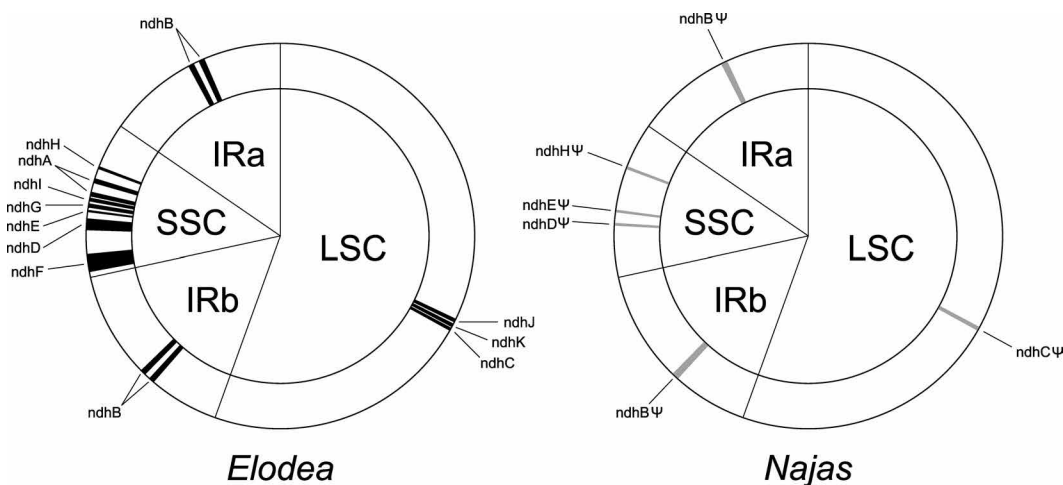 ndhB
ndhH
ndhA
ndhI
ndhG
ndhE
ndhD
ndhF
ndhB
IRa
SSC
IRb
LSC
ndhJ
ndhK
ndhC
Elodea
ndhBΨ
ndhHΨ
ndhEΨ
ndhDΨ
ndhBΨ
IRa
SSC
IRb
LSC
ndhCΨ
Najas